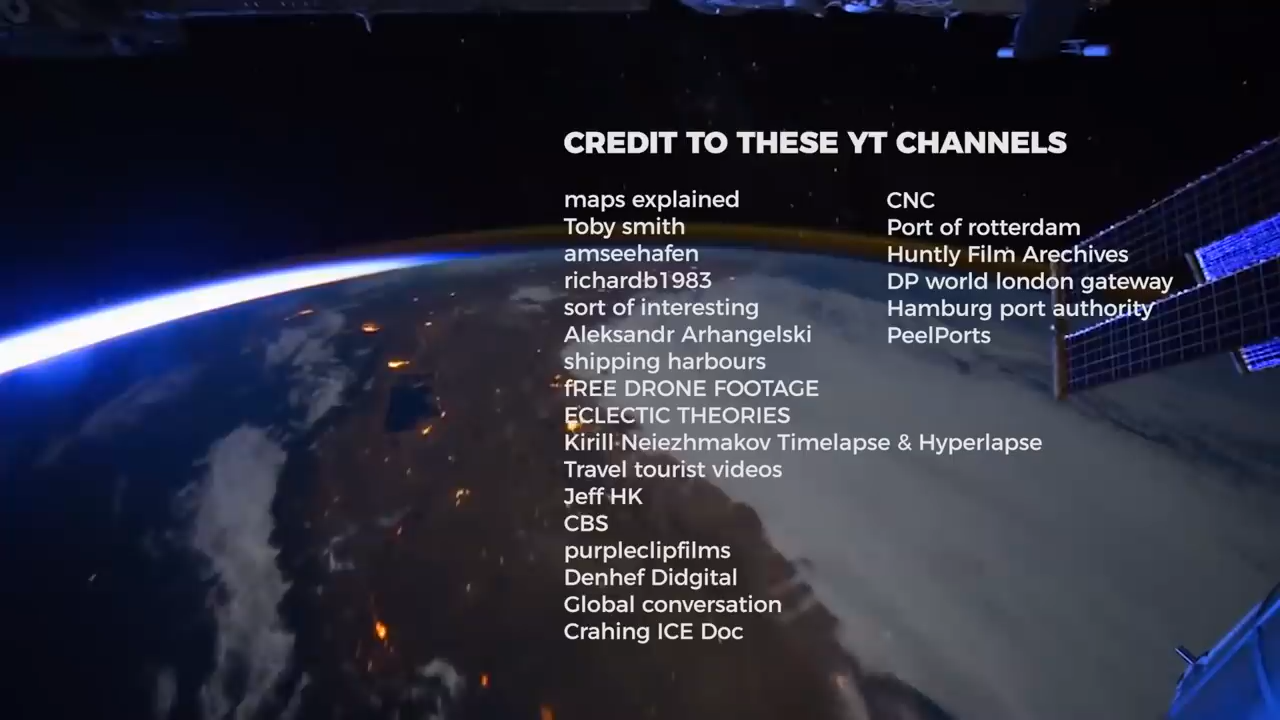 CREDIT TO THESE YT CHANNELS
maps explained
Toby smith
amseehafen
richardb1983
sort of interesting
Aleksandr Arhangelski
shipping harbours
fREE DRONE FOOTAGE
ECLECTIC THEORIES
Kirill Neiezhmakov Timelapse & Hyperlapse
Travel tourist videos
Jeff HK
CBS
purpleclipfilms
Denhef Didgital
Global conversation
Crahing ICE Doc
CNC
Port of rotterdam
Huntly Film Arechives
DP world london gateway
Hamburg port authority
PeelPorts